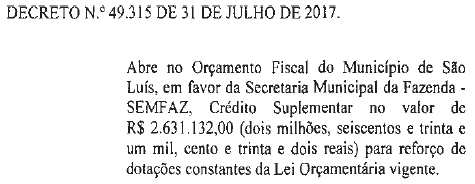 DECRETO N.º 49.315 DE 31 DE JULHO DE 2017.
Abre no Orçamento Fiscal do Município de São
Luís, em favor da Secretaria Municipal da Fazenda -
SEMFAZ, Crédito Suplementar no valor de
R$ 2.631.132,00 (dois milhões, seiscentos e trinta e
um mil, cento e trinta e dois reais) para reforço de
dotações constantes da Lei Orçamentária vigente.